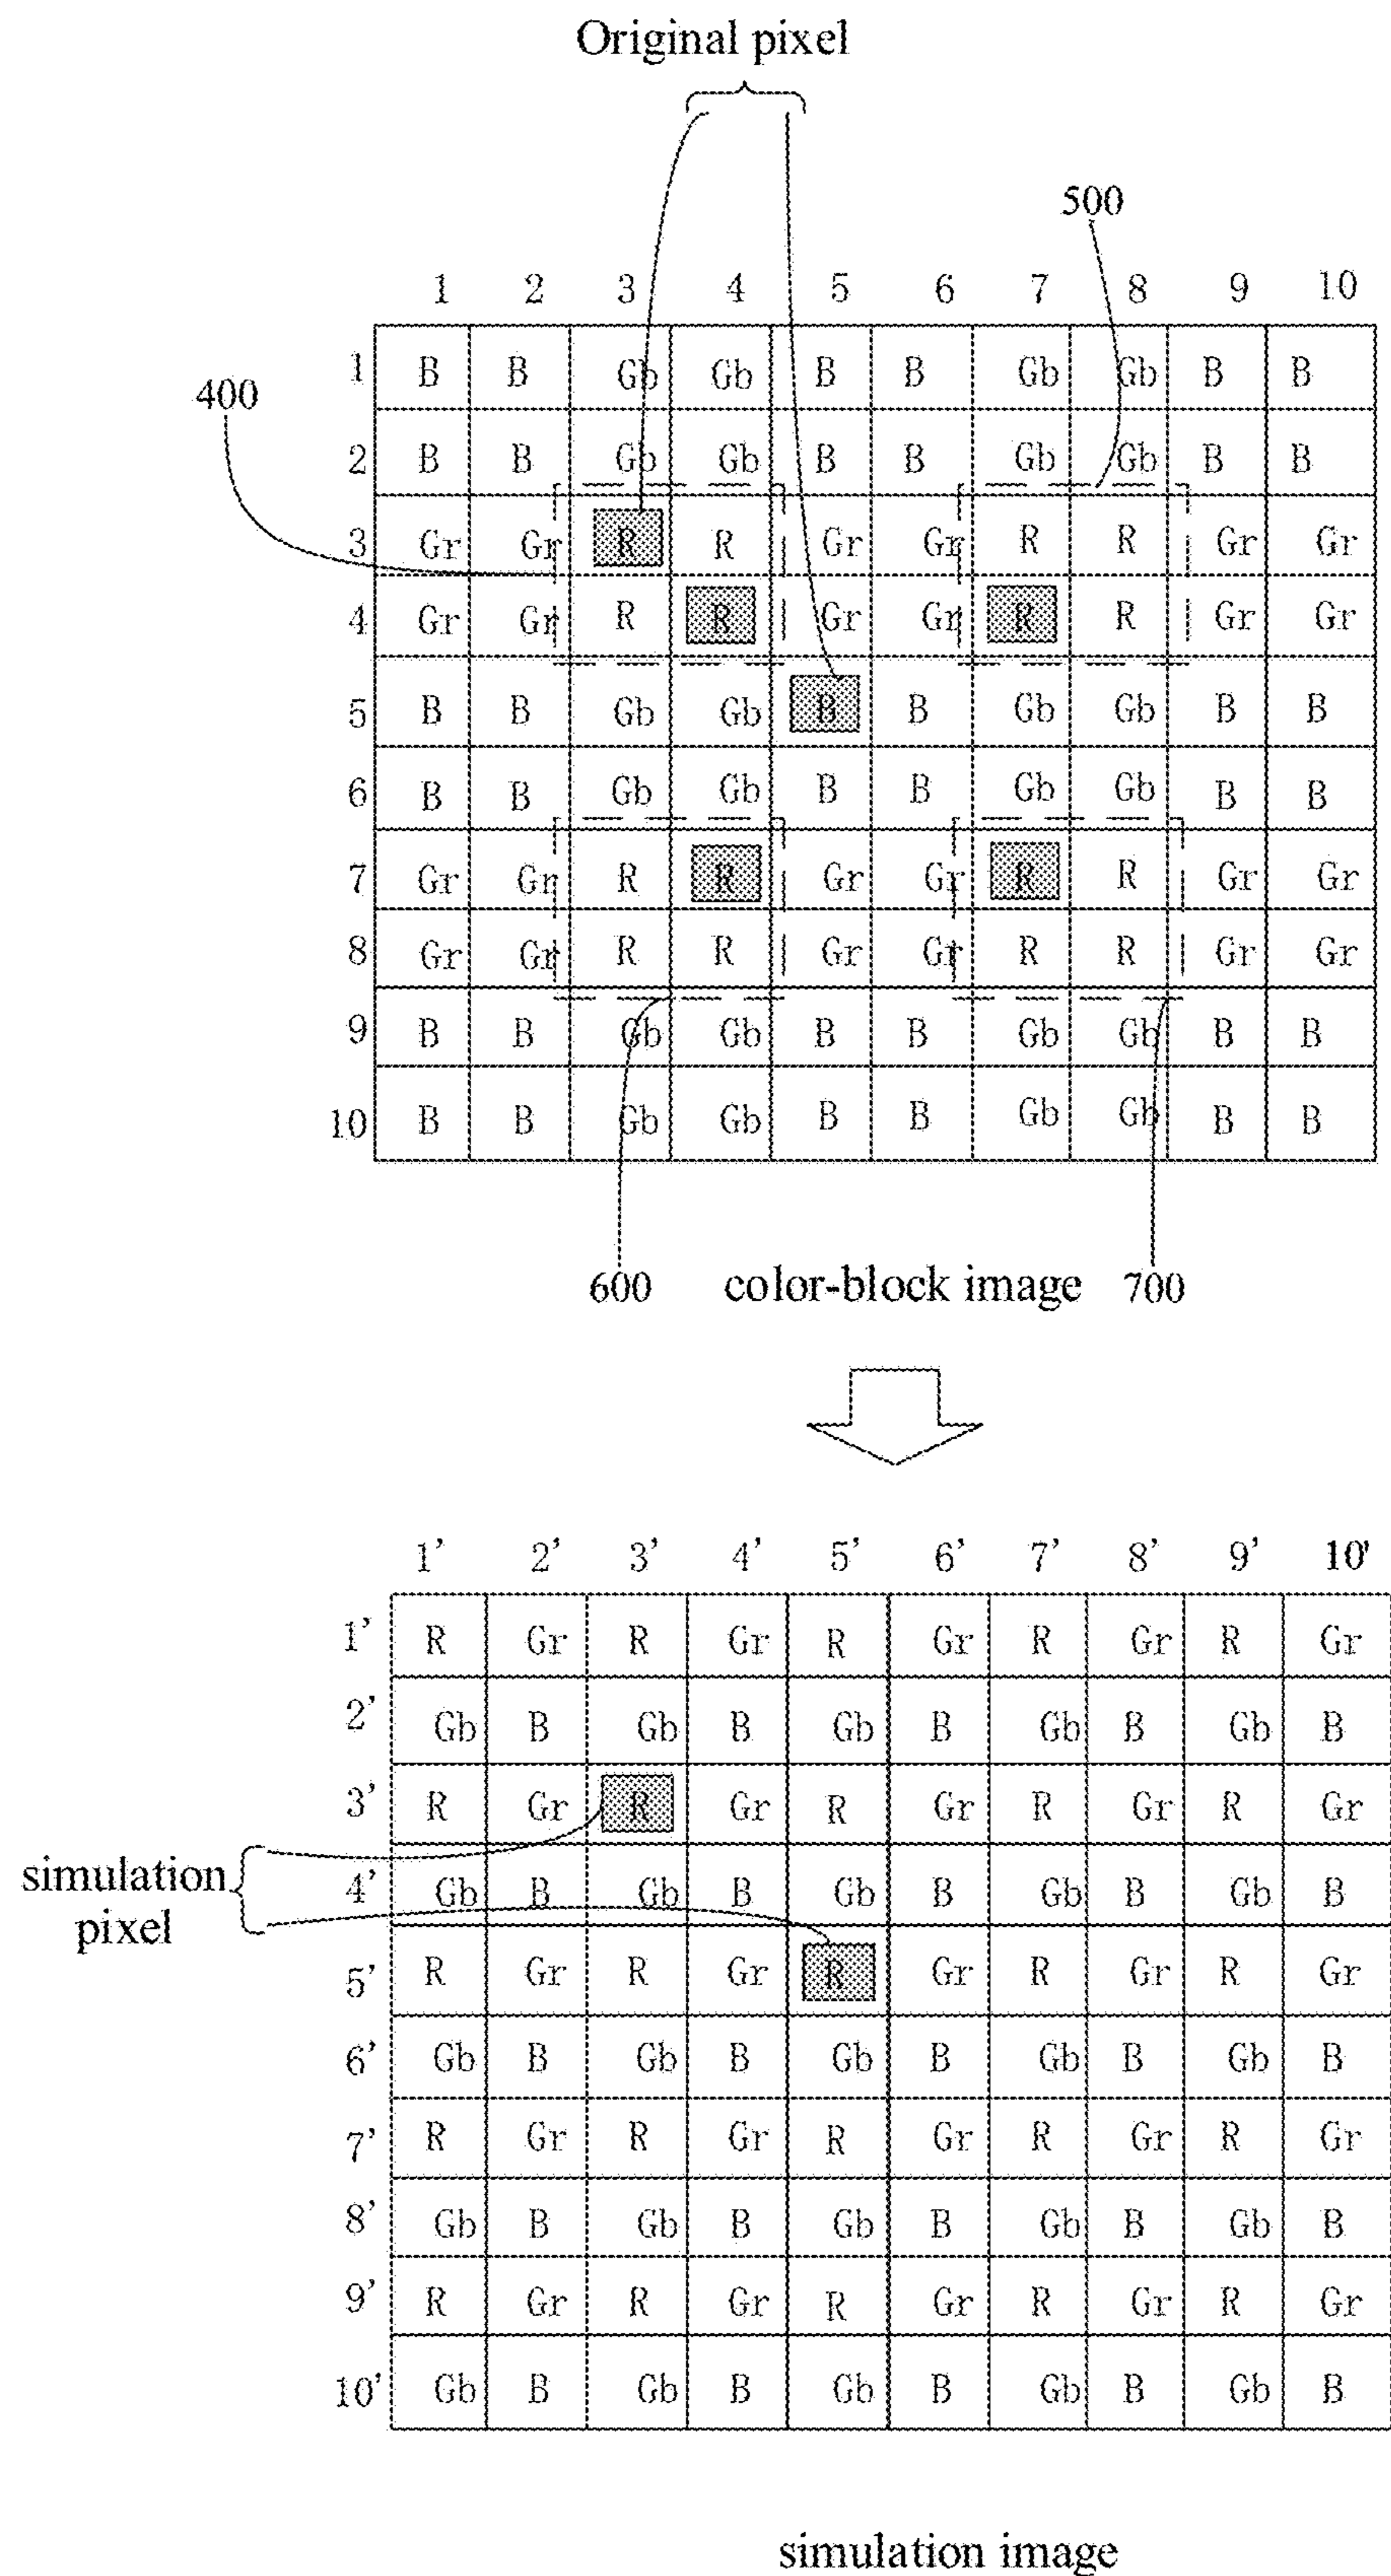 Original pixel
500
1 2 3 4 5 6 7 8 9 10
400
1 B B Gb Gb B B Gb Gb B B
2 B B Gb Gb B B Gb Gb B B
3 Gr Gr R R Gr Gr R R Gr Gr
4 Gr Gr R R Gr Gr R R Gr Gr
5 B B Gb Gb B B Gb Gb B B
6 B B Gb Gb B B Gb Gb B B
7 Gr Gr R R Gr Gr R R Gr Gr
8 Gr Gr R R Gr Gr R R Gr Gr
9 B B Gb Gb B B Gb Gb B B
10 B B Gb Gb B B Gb Gb B B
600 color-block image 700
1' 2' 3' 4' 5' 6' 7' 8' 9' 10'
1' R Gr R Gr R Gr R Gr R Gr
2' Gb B Gb B Gb B Gb B Gb B
3' R Gr R Gr R Gr R Gr R Gr
simulation
pixel
4' Gb B Gb B Gb B Gb B Gb B
5' R Gr R Gr R Gr R Gr R Gr
6' Gb B Gb B Gb B Gb B Gb B
7' R Gr R Gr R Gr R Gr R Gr
8' Gb B Gb B Gb B Gb B Gb B
9' R Gr R Gr R Gr R Gr R Gr
10' Gb B Gb B Gb B Gb B Gb B
simulation image